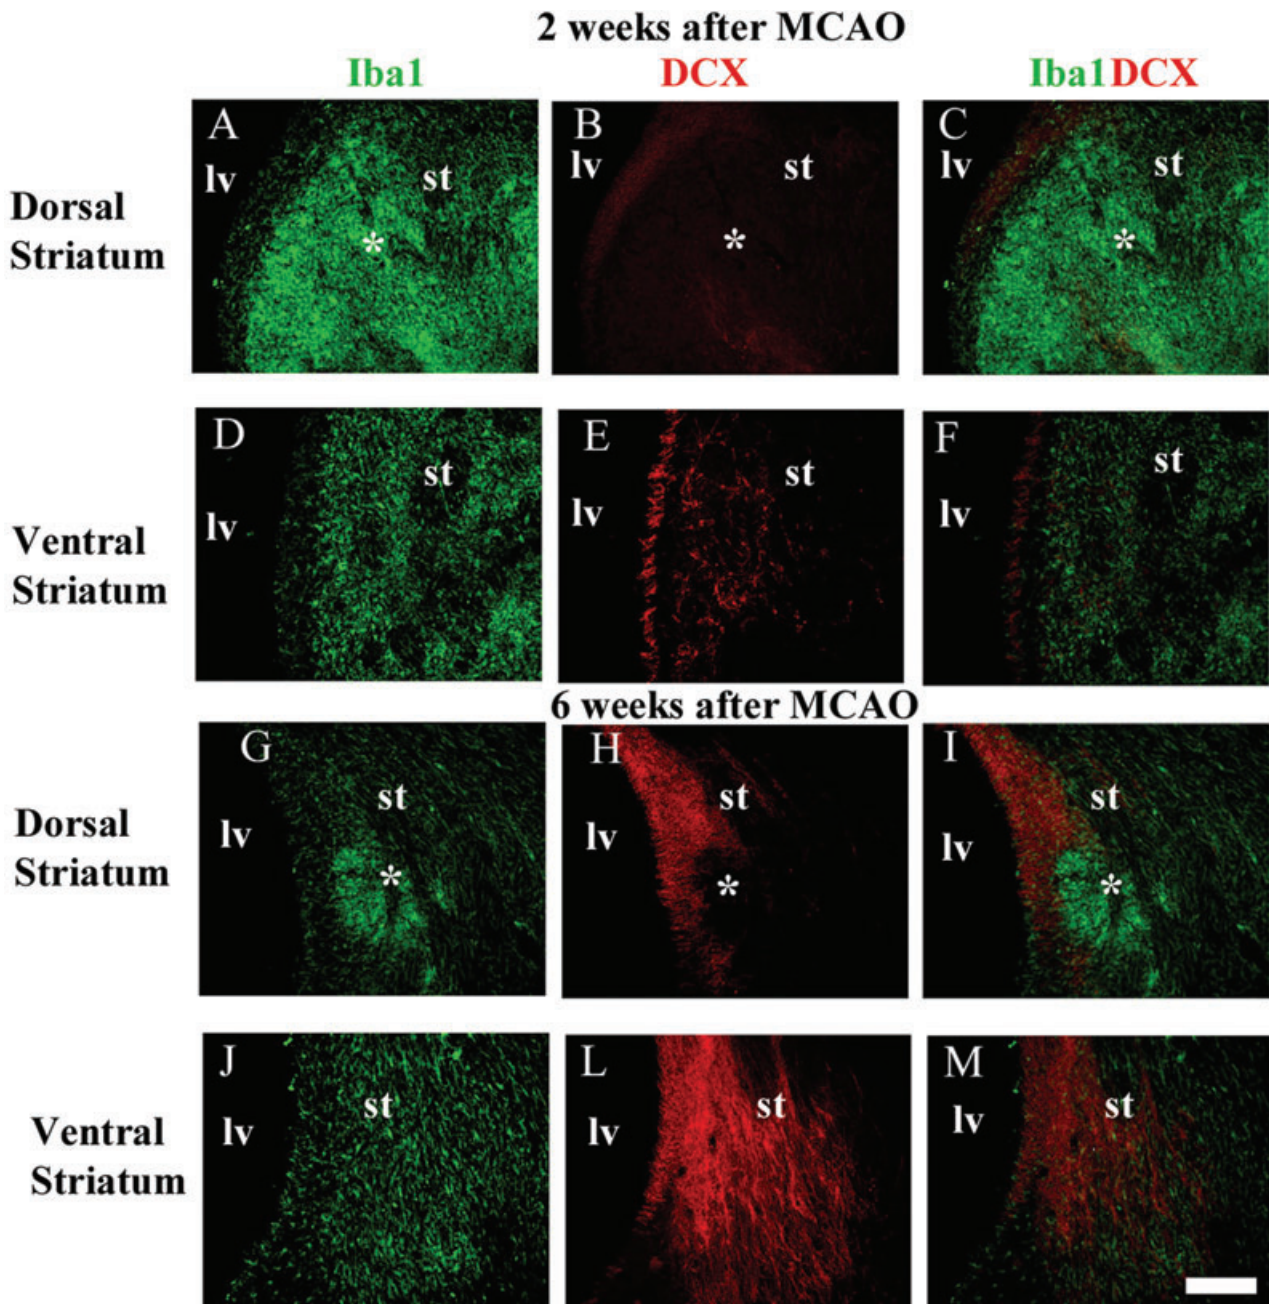 2 weeks after MCAO
Iba1 DCX Iba1DCX
A B C
lv st lv st lv st
* * *
Dorsal
Striatum
D E F
lv st lv st lv st
Ventral
Striatum
6 weeks after MCAO
G H I
lv st lv st lv st
* * *
Dorsal
Striatum
J L M
lv st lv st lv st
Ventral
Striatum